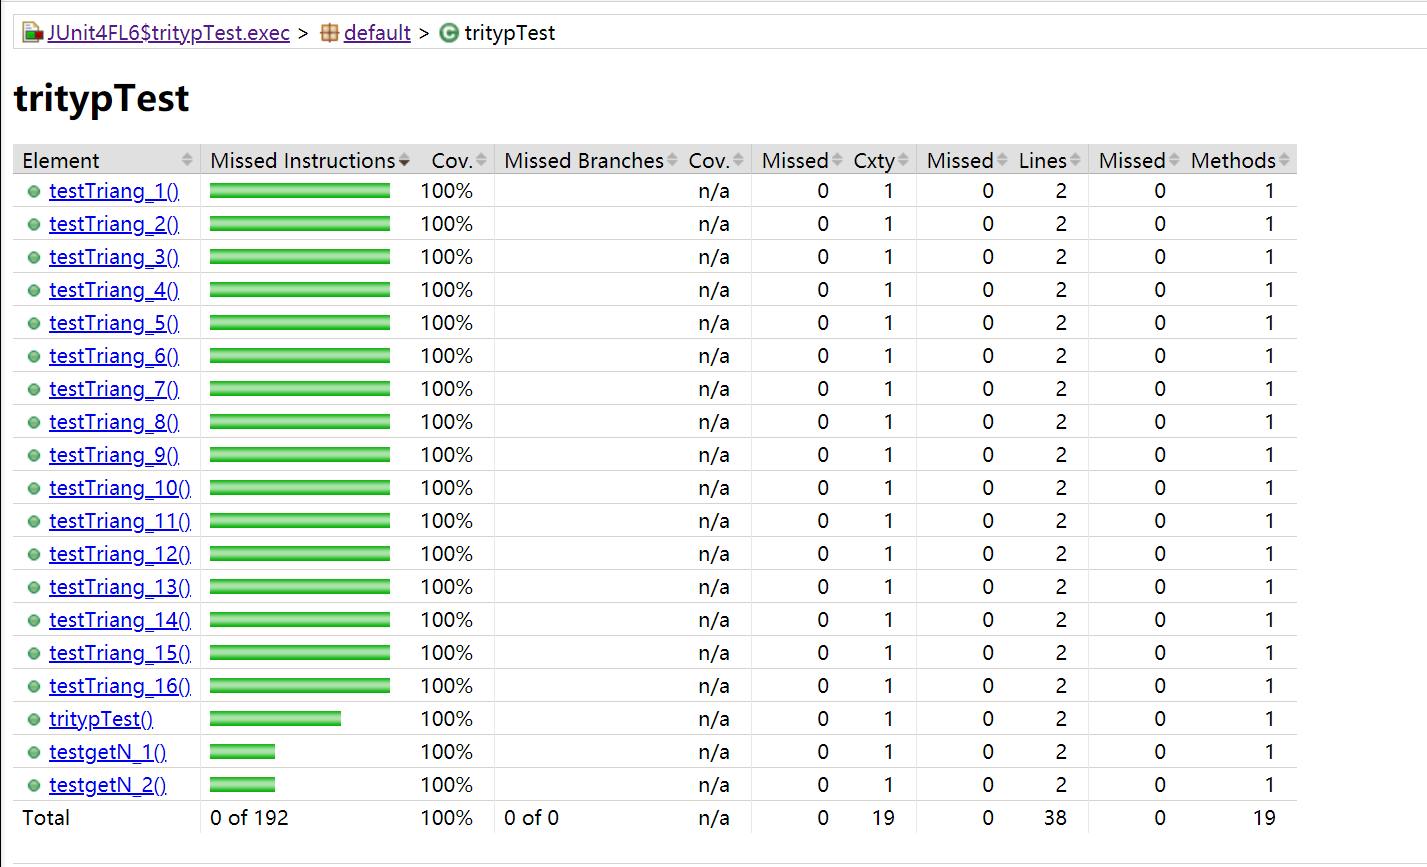 JUnit4FL6$tritypTest.exec > default > tritypTest
tritypTest
Element Missed Instructions Cov. Missed Branches Cov. Missed Cxty Missed Lines Missed Methods
testTriang_1() 100% n/a 0 1 0 2 0 1
testTriang_2() 100% n/a 0 1 0 2 0 1
testTriang_3() 100% n/a 0 1 0 2 0 1
testTriang_4() 100% n/a 0 1 0 2 0 1
testTriang_5() 100% n/a 0 1 0 2 0 1
testTriang_6() 100% n/a 0 1 0 2 0 1
testTriang_7() 100% n/a 0 1 0 2 0 1
testTriang_8() 100% n/a 0 1 0 2 0 1
testTriang_9() 100% n/a 0 1 0 2 0 1
testTriang_10() 100% n/a 0 1 0 2 0 1
testTriang_11() 100% n/a 0 1 0 2 0 1
testTriang_12() 100% n/a 0 1 0 2 0 1
testTriang_13() 100% n/a 0 1 0 2 0 1
testTriang_14() 100% n/a 0 1 0 2 0 1
testTriang_15() 100% n/a 0 1 0 2 0 1
testTriang_16() 100% n/a 0 1 0 2 0 1
tritypTest() 100% n/a 0 1 0 2 0 1
testgetN_1() 100% n/a 0 1 0 2 0 1
testgetN_2() 100% n/a 0 1 0 2 0 1
Total 0 of 192 100% 0 of 0 n/a 0 19 0 38 0 19